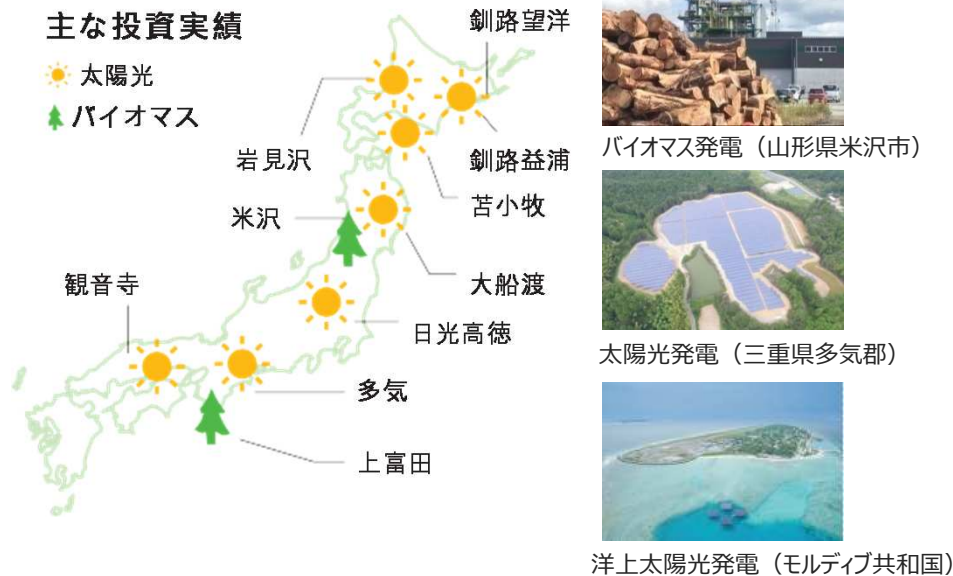 主な投資実績
太陽光
バイオマス
釧路望洋
岩見沢
釧路益浦
苫小牧
米沢
大船渡
観音寺
日光高徳
多気
上富田
バイオマス発電（山形県米沢市）
太陽光発電（三重県多気郡）
洋上太陽光発電（モルディブ共和国）